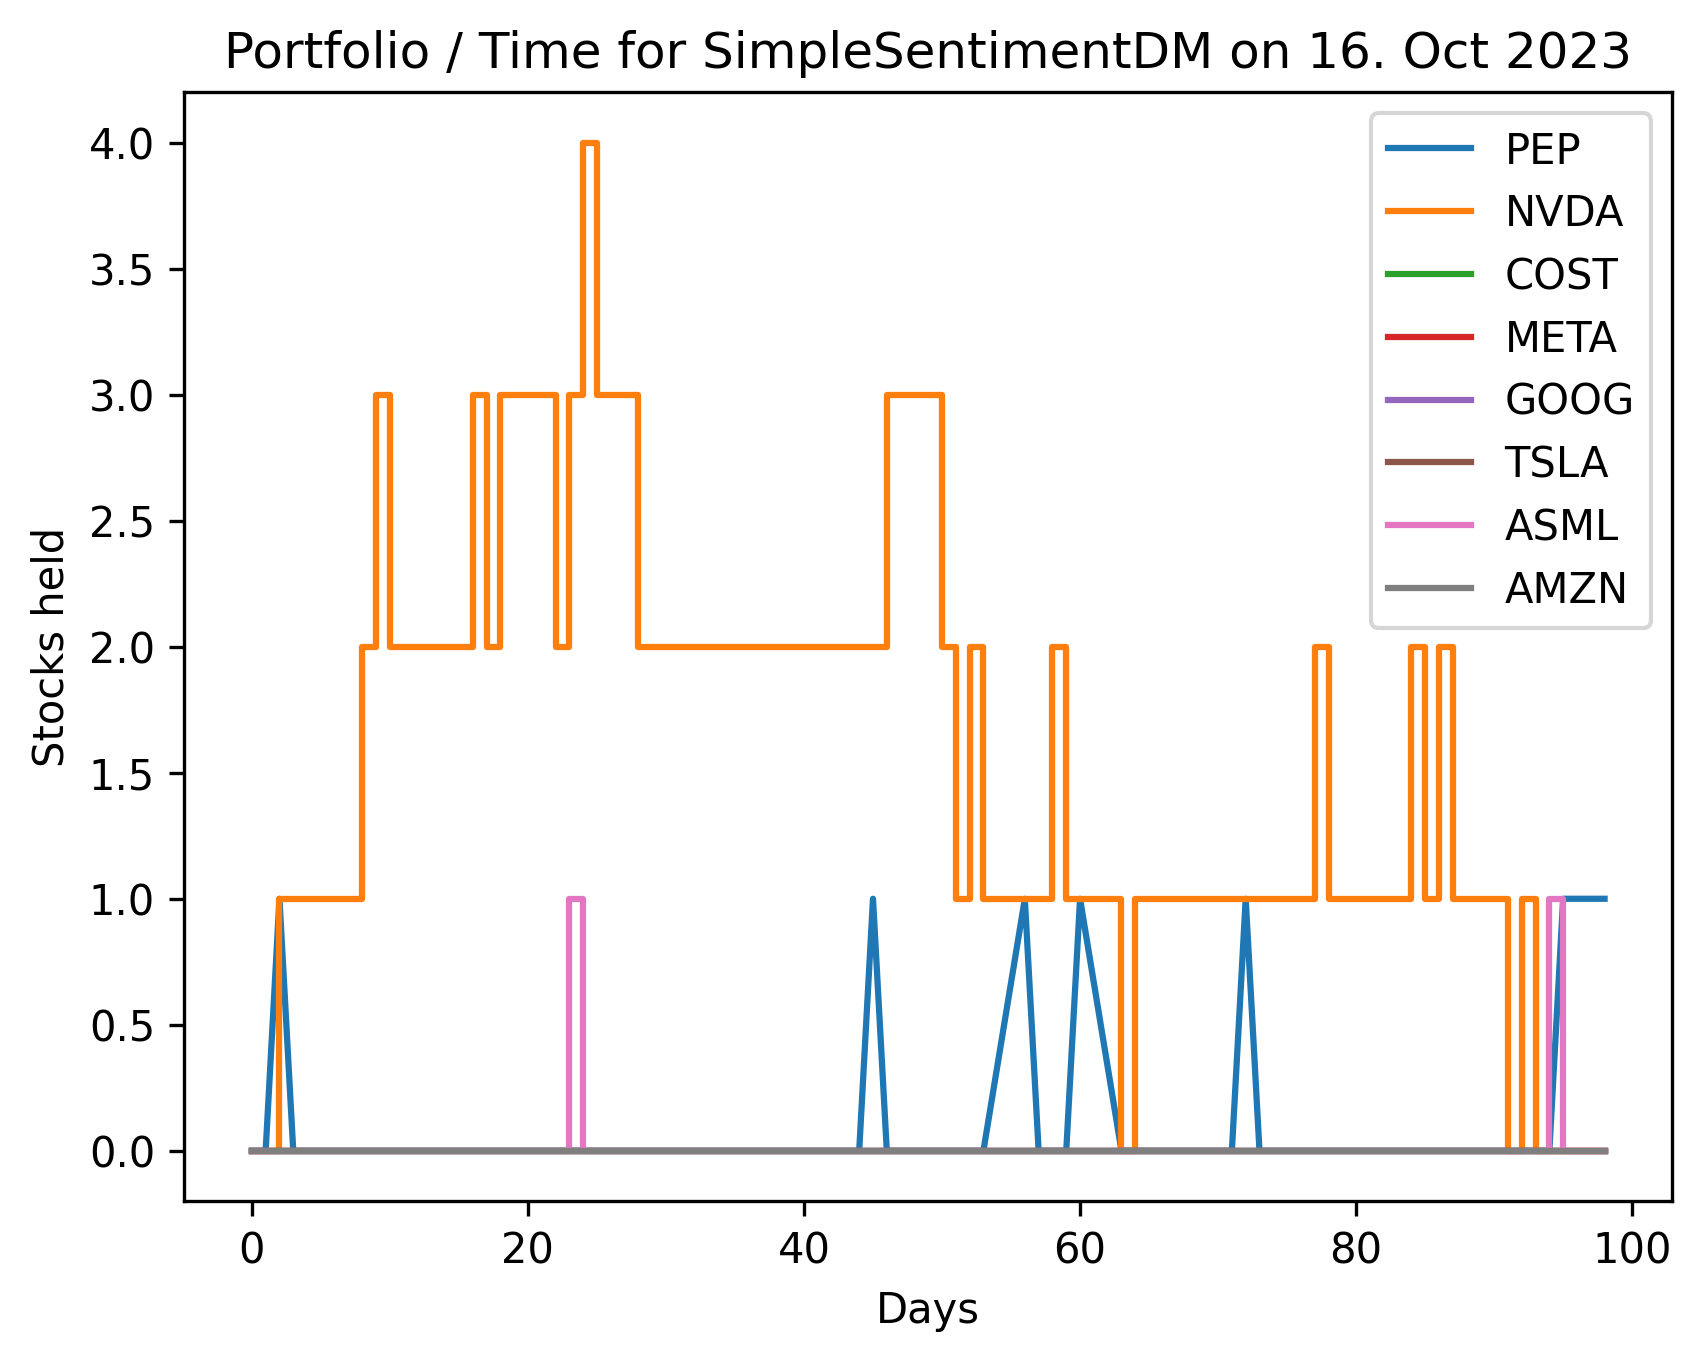 Portfolio / Time for SimpleSentimentDM on 16. Oct 2023
4.0
3.5
3.0
2.5
2.0
1.5
1.0
0.5
0.0
Stocks held
0 20 40 60 80 100
Days
PEP
NVDA
COST
META
GOOG
TSLA
ASML
AMZN